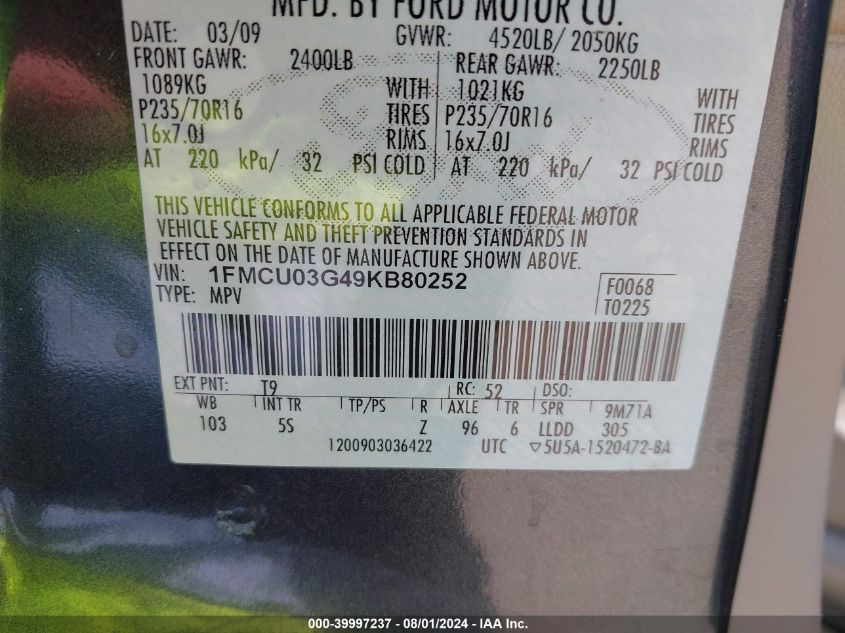 MFD. BY FORD MOTOR CO.
DATE: 03/09 GVWR: 4520LB/ 2050KG
FRONT GAWR: 2400LB REAR GAWR: 2250LB
1089KG WITH 1021KG WITH
P235/70R16 TIRES P235/70R16 TIRES
16x7.0J RIMS 16x7.0J RIMS
AT 220 kPa/ 32 PSI COLD AT 220 kPa/ 32 PSI COLD
THIS VEHICLE CONFORMS TO ALL APPLICABLE FEDERAL MOTOR
VEHICLE SAFETY AND THEFT PREVENTION STANDARDS IN
EFFECT ON THE DATE OF MANUFACTURE SHOWN ABOVE.
VIN: 1FMCU03G49KB80252 F0068
TYPE: MPV T0225
EXT PNT: T9 RC: 52 DSO:
WB INT TR TP/PS R AXLE TR SPR 9M71A
103 5S Z 96 6 LLDD 305
1200903036422 UTC ▽5U5A-1520472-BA
000-39997237 - 08/01/2024 - IAA Inc.